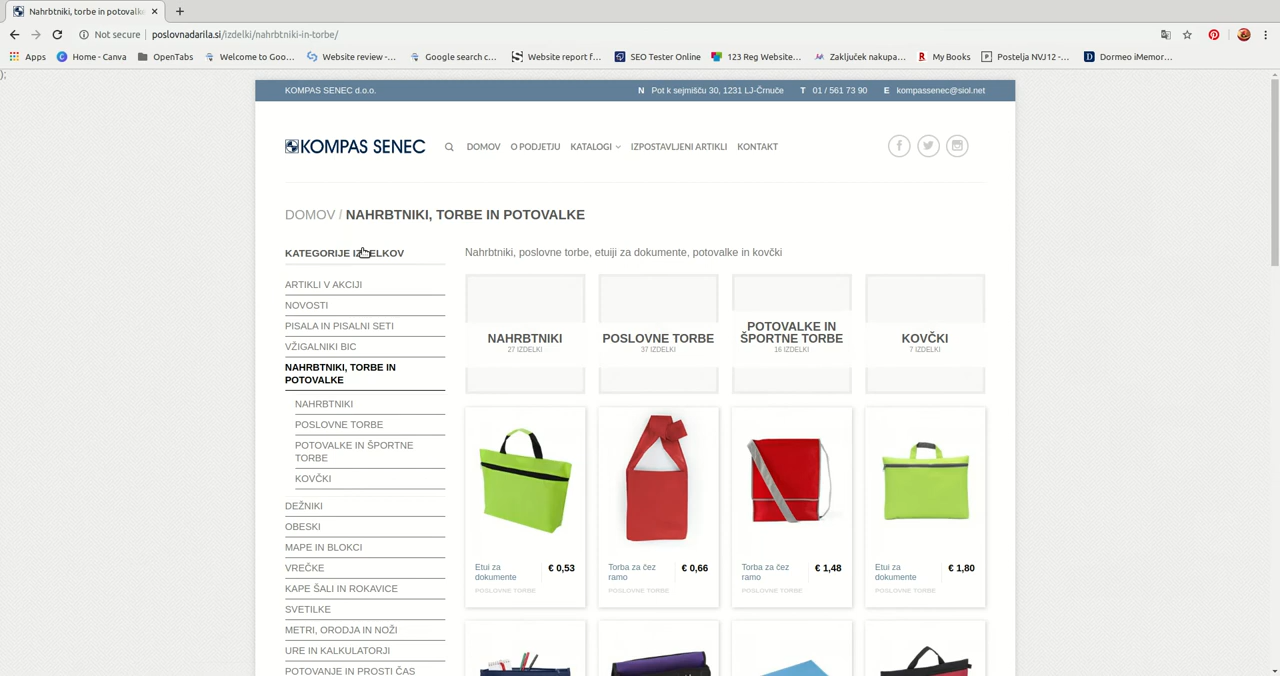 Nahrbtniki, torbe in potovalke
Not secure poslovnadarila.si/izdelki/nahrbtniki-in-torbe/
Apps Home - Canva OpenTabs Welcome to Goo... Website review -... Google search c... Website report f... SEO Tester Online 123 Reg Website... Zaključek nakupa... My Books Postelja NVJ12 -... Dormeo iMemor...
);
KOMPAS SENEC d.o.o. N Pot k sejmišču 30, 1231 LJ-Črnuče T 01 / 561 73 90 E kompassenec@siol.net
KOMPAS SENEC DOMOV O PODJETJU KATALOGI IZPOSTAVLJENI ARTIKLI KONTAKT
DOMOV / NAHRBTNIKI, TORBE IN POTOVALKE
KATEGORIJE IZDELKOV
ARTIKLI V AKCIJI
NOVOSTI
PISALA IN PISALNI SETI
VŽIGALNIKI BIC
NAHRBTNIKI, TORBE IN
POTOVALKE
NAHRBTNIKI
POSLOVNE TORBE
POTOVALKE IN ŠPORTNE
TORBE
KOVČKI
DEŽNIKI
OBESKI
MAPE IN BLOKCI
VREČKE
KAPE ŠALI IN ROKAVICE
SVETILKE
METRI, ORODJA IN NOŽI
URE IN KALKULATORJI
POTOVANJE IN PROSTI ČAS
Nahrbtniki, poslovne torbe, etuiji za dokumente, potovalke in kovčki
NAHRBTNIKI
27 IZDELKI
POSLOVNE TORBE
37 IZDELKI
POTOVALKE IN
ŠPORTNE TORBE
16 IZDELKI
KOVČKI
7 IZDELKI
Etui za € 0,53
dokumente
POSLOVNE TORBE
Torba za čez € 0,66
ramo
POSLOVNE TORBE
Torba za čez € 1,48
ramo
POSLOVNE TORBE
Etui za € 1,80
dokumente
POSLOVNE TORBE